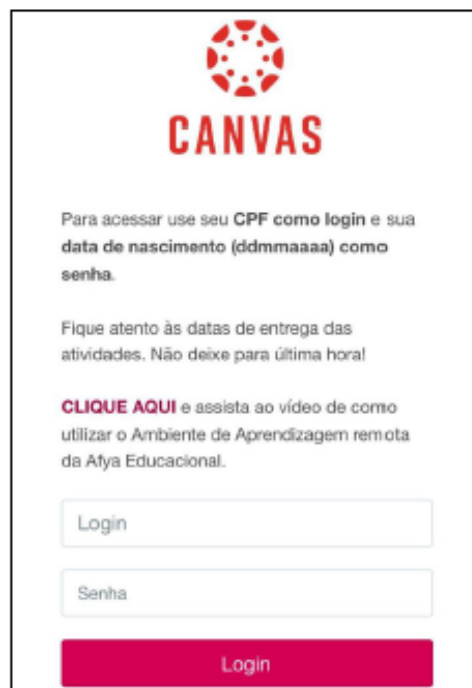 CANVAS
Para acessar use seu CPF como login e sua
data de nascimento (ddmmaaaa) como
senha.
Fique atento às datas de entrega das
atividades. Não deixe para última hora!
CLIQUE AQUI e assista ao vídeo de como
utilizar o Ambiente de Aprendizagem remota
da Afya Educacional.
Login
Senha
Login